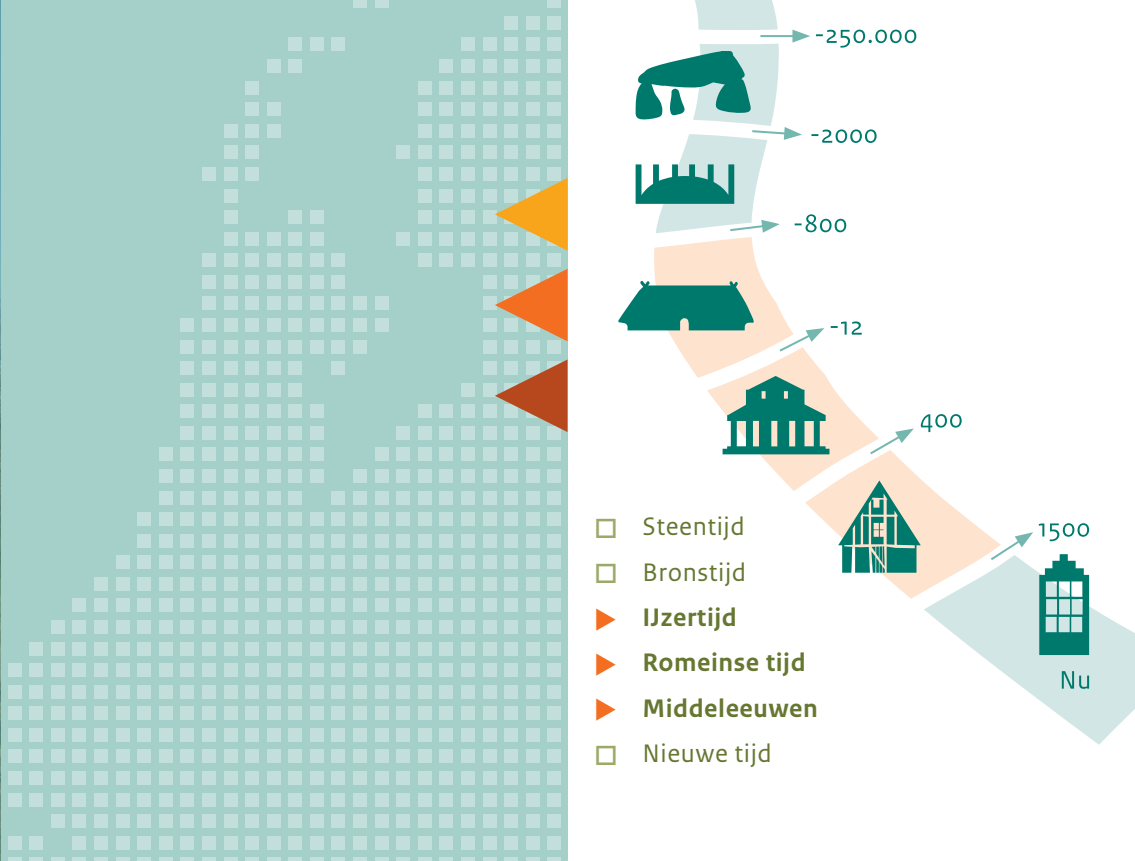 -250.000
-2000
-800
-12
400
1500
Nu
Steentijd
Bronstijd
IJzertijd
Romeinse tijd
Middeleeuwen
Nieuwe tijd